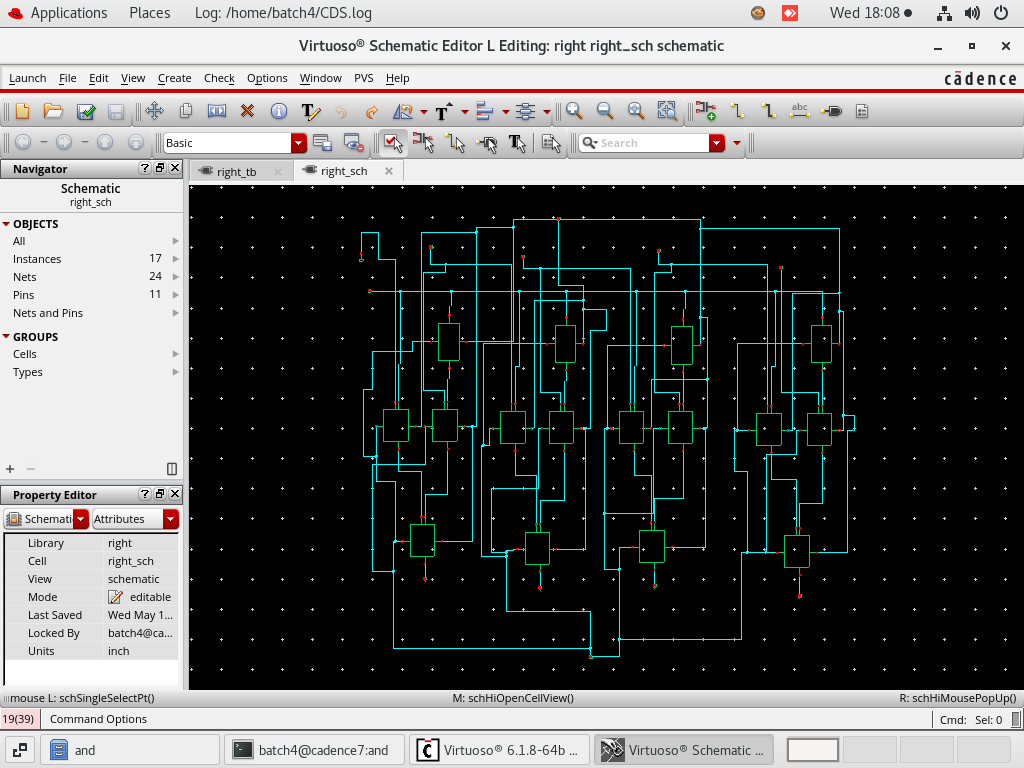 Applications Places Log: /home/batch4/CDS.log Wed 18:08
Virtuoso® Schematic Editor L Editing: right right_sch schematic
Launch File Edit View Create Check Options Window PVS Help cādence
abc
Basic Search
Navigator
right_tb right_sch
Schematic
right_sch
OBJECTS
All
Instances 17
Nets 24
Pins 11
Nets and Pins
GROUPS
Cells
Types
Property Editor
Schemati Attributes
Library right
Cell right_sch
View schematic
Mode editable
Last Saved Wed May 1...
Locked By batch4@ca...
Units inch
mouse L: schSingleSelectPt() M: schHiOpenCellView() R: schHiMousePopUp()
19(39) Command Options Cmd: Sel: 0
and batch4@cadence7:and Virtuoso® 6.1.8-64b ... Virtuoso® Schematic ...